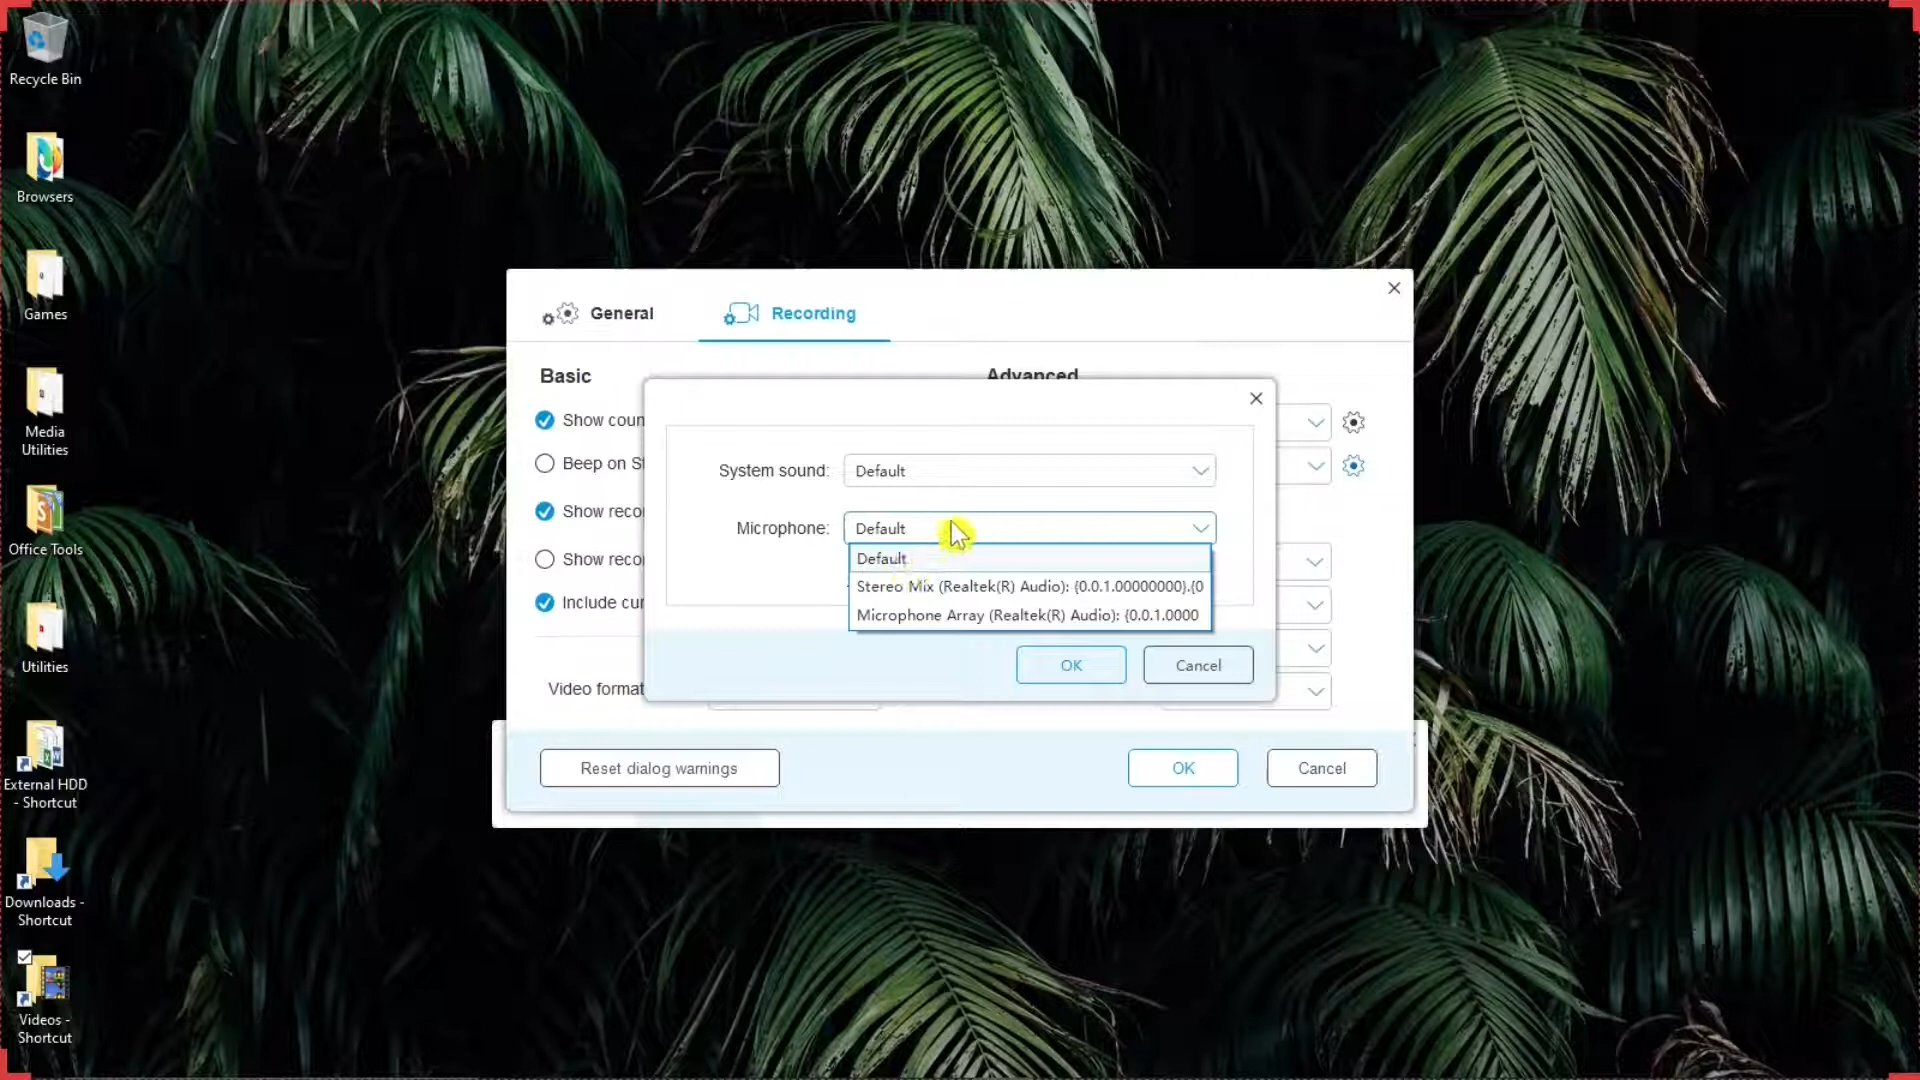 Recycle Bin
Browsers
Games
Media
Utilities
Office Tools
Utilities
External HDD
- Shortcut
Downloads -
Shortcut
Videos -
Shortcut
General
Recording
Basic
Advanced
Show coun
Beep on St
Show reco
Show reco
Include cur
Video format
System sound: Default
Microphone: Default
Default
Stereo Mix (Realtek(R) Audio): {0.0.1.00000000}.{0
Microphone Array (Realtek(R) Audio): {0.0.1.0000
OK
Cancel
Reset dialog warnings
OK
Cancel